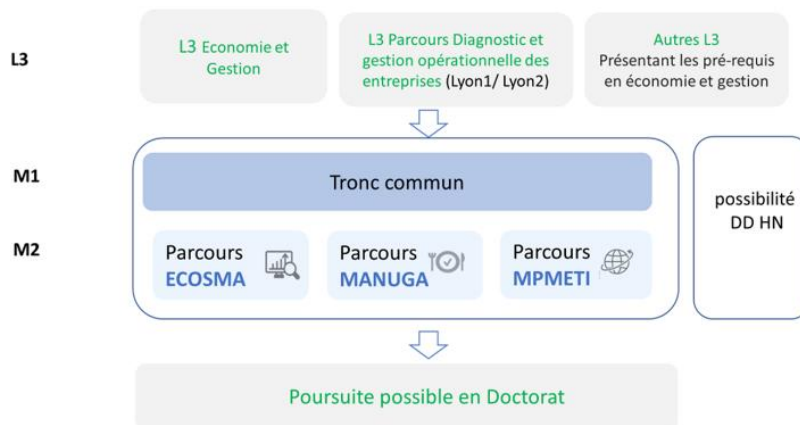 L3
L3 Economie et
Gestion
L3 Parcours Diagnostic et
gestion opérationnelle des
entreprises (Lyon1/ Lyon2)
Autres L3
Présentant les pré-requis
en économie et gestion
M1
Tronc commun
possibilité
DD HN
M2
Parcours
ECOSMA
Parcours
MANUGA
Parcours
MPMETI
Poursuite possible en Doctorat